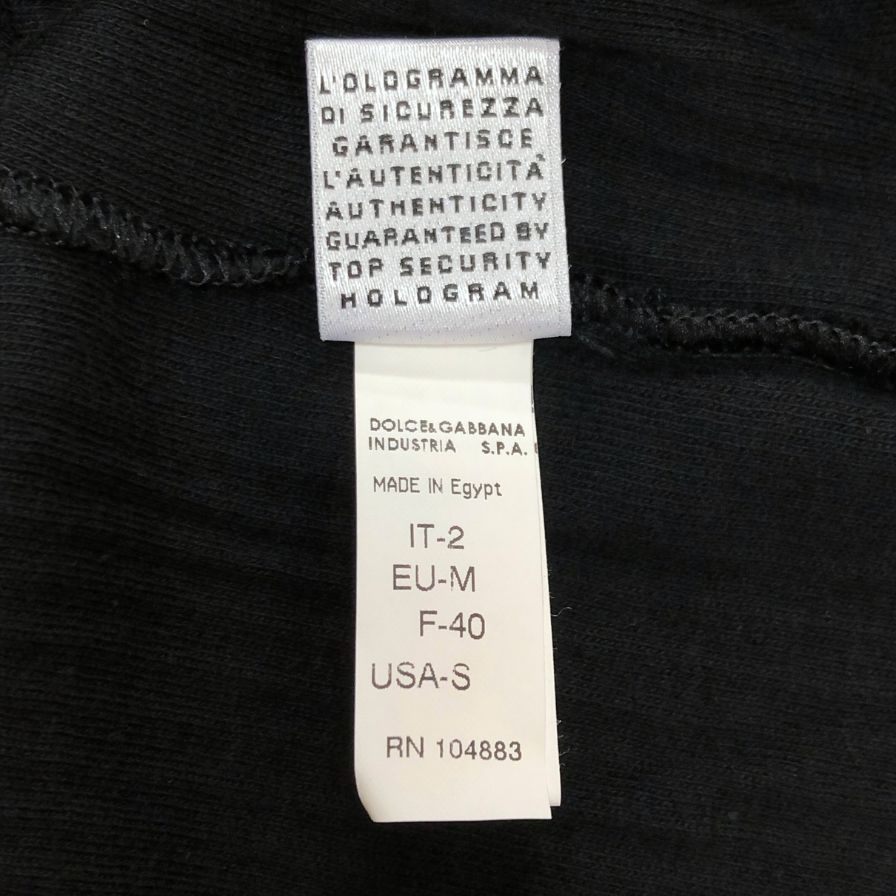 L'OLOGRAMMA
DI SICUREZZA
GARANTISCE
L'AUTENTICITÀ
AUTHENTICITY
GUARANTEED BY
TOP SECURITY
HOLOGRAM
DOLCE&GABBANA
INDUSTRIA S.P.A.
MADE IN Egypt
IT-2
EU-M
F-40
USA-S
RN 104883